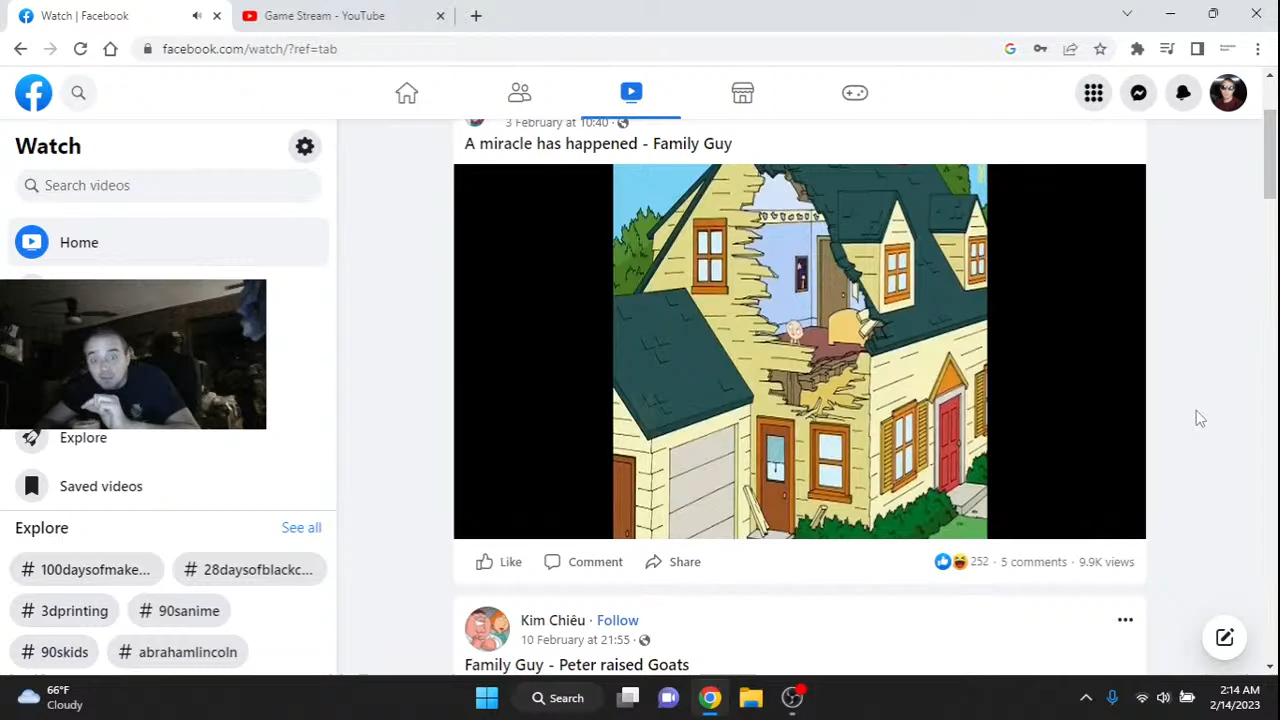 Watch | Facebook
Game Stream - YouTube
facebook.com/watch/?ref=tab
3 February at 10:40
Watch
A miracle has happened - Family Guy
Search videos
Home
Explore
Saved videos
Explore
See all
# 100daysofmake...
# 28daysofblackc...
# 3dprinting
# 90sanime
# 90skids
# abrahamlincoln
Like
Comment
Share
252 · 5 comments · 9.9K views
Kim Chiêu · Follow
10 February at 21:55
Family Guy - Peter raised Goats
66°F
Cloudy
Search
2:14 AM
2/14/2023